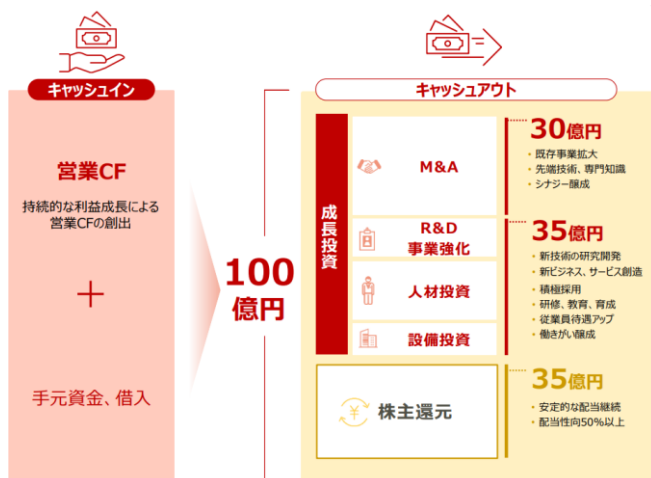 キャッシュイン
営業CF
持続的な利益成長による
営業CFの創出
+
手元資金、借入
100
億円
キャッシュアウト
成長投資
M&A
30億円
・既存事業拡大
・先端技術、専門知識
・シナジー醸成
R&D
事業強化
人材投資
設備投資
35億円
・新技術の研究開発
・新ビジネス、サービス創造
・積極採用
・研修、教育、育成
・従業員待遇アップ
・働きがい醸成
¥
株主還元
35億円
・安定的な配当継続
・配当性向50%以上